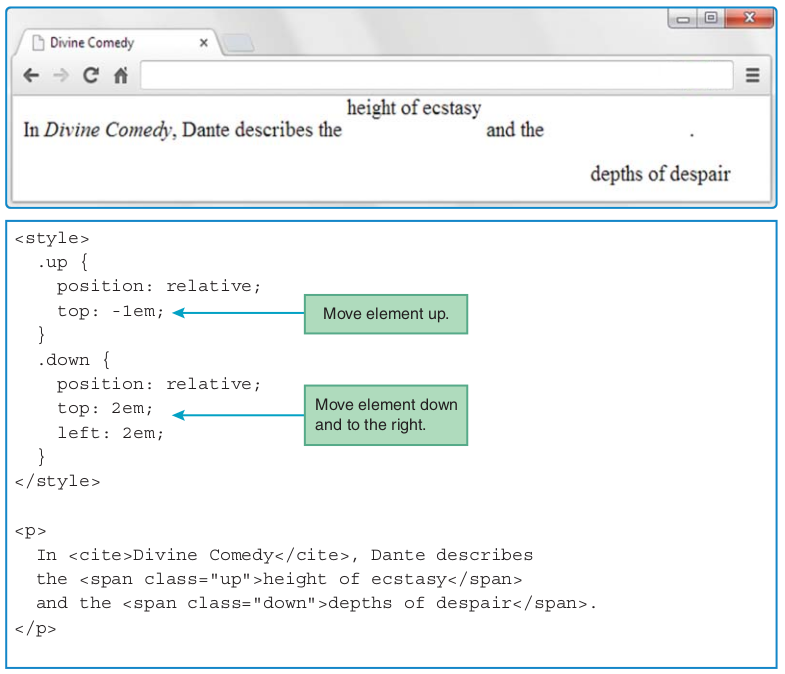 Divine Comedy
height of ecstasy
In Divine Comedy, Dante describes the and the .
depths of despair
<style>
.up {
position: relative;
top: -1em;
Move element up.
}
.down {
position: relative;
top: 2em;
Move element down
and to the right.
left: 2em;
}
</style>
<p>
In <cite>Divine Comedy</cite>, Dante describes
the <span class="up">height of ecstasy</span>
and the <span class="down">depths of despair</span>.
</p>